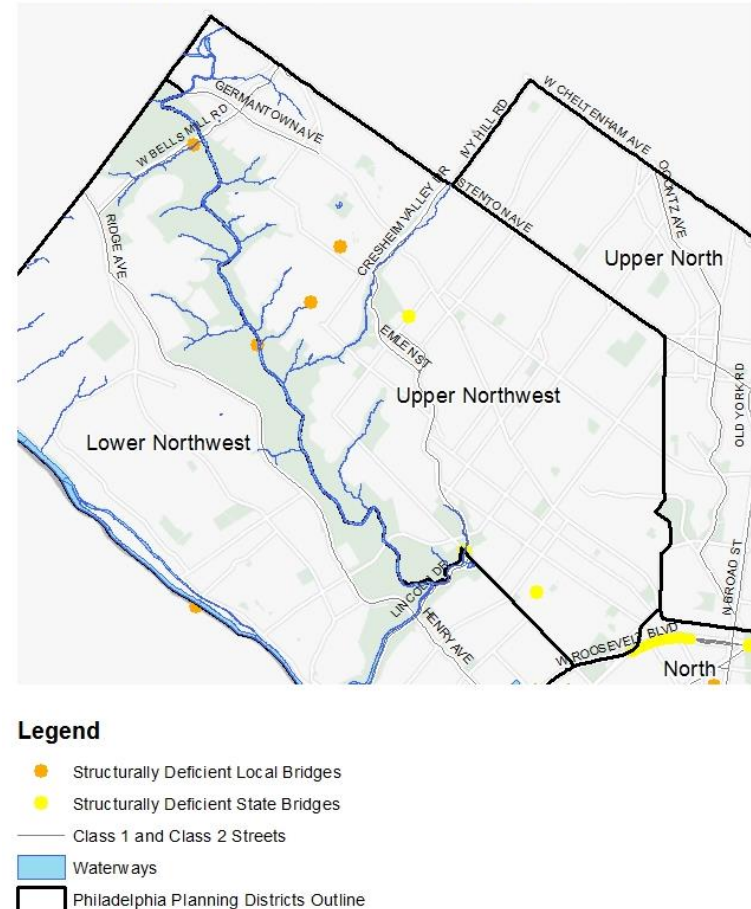 GERMANTOWN AVE
W BELLS MILL RD
RIDGE AVE
CRESHEIM VALLEY DR
IVY HILL RD
W CHELTENHAM AVE
STENTON AVE
OGONTZ AVE
Upper North
EMLEN ST
Upper Northwest
OLD YORK RD
Lower Northwest
LINCOLN DR
HENRY AVE
N BROAD ST
W ROOSEVELT BLVD
North
Legend
Structurally Deficient Local Bridges
Structurally Deficient State Bridges
Class 1 and Class 2 Streets
Waterways
Philadelphia Planning Districts Outline